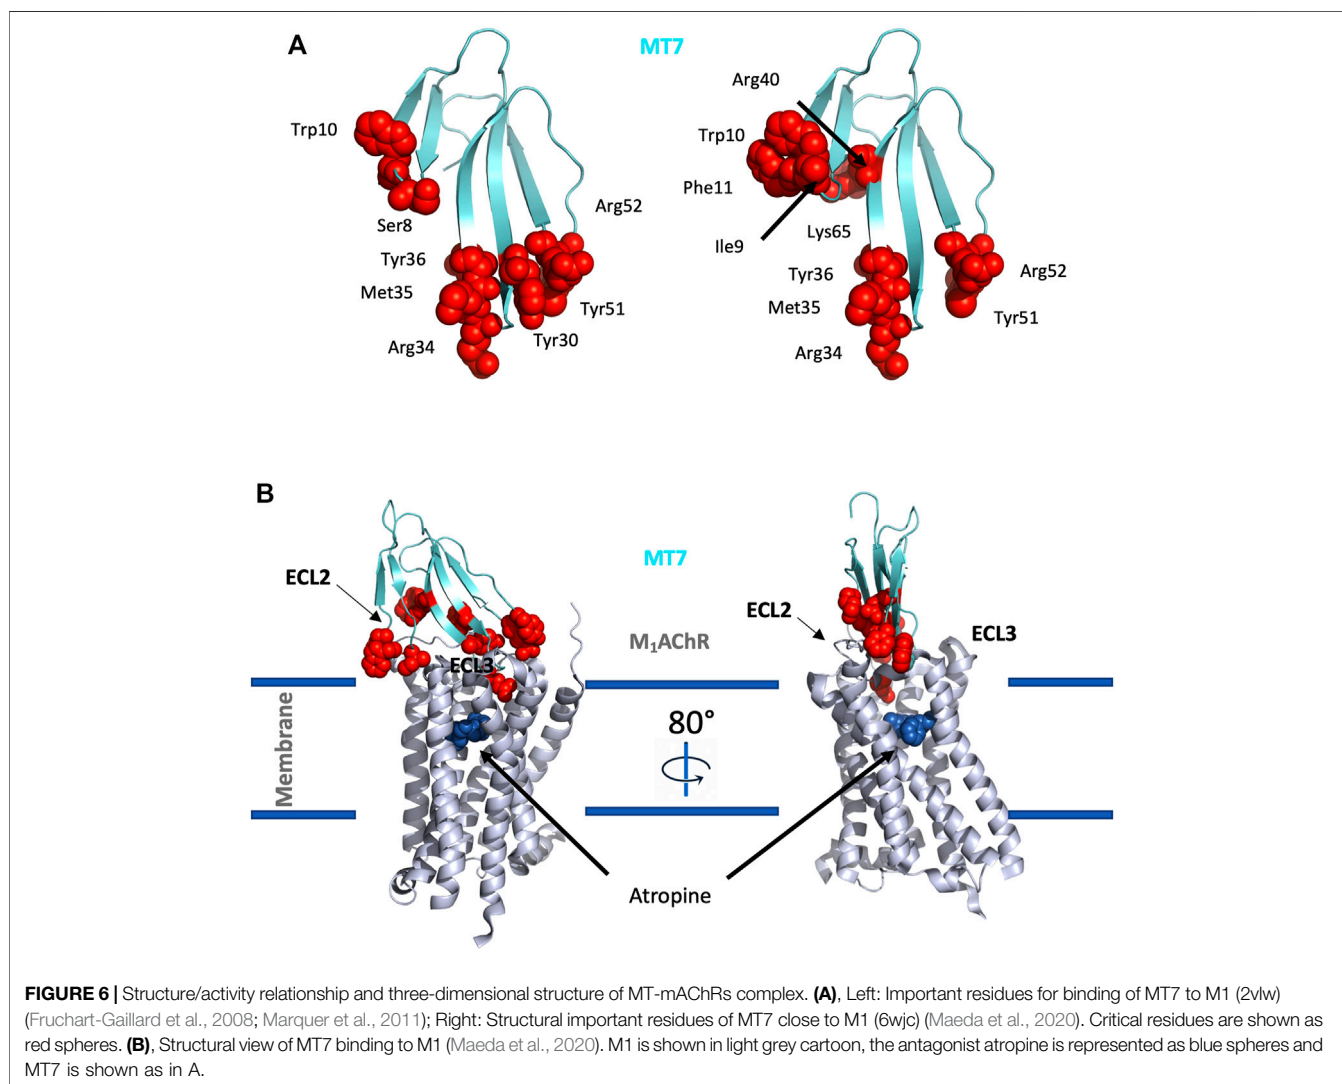 A
MT7
Trp10
Ser8
Tyr36
Met35
Arg34
Arg52
Tyr51
Tyr30
Arg40
Trp10
Phe11
Ile9
Lys65
Tyr36
Met35
Arg34
Arg52
Tyr51
B
MT7
ECL2
ECL3
M₁AChR
ECL2
ECL3
Membrane
80°
Atropine
FIGURE 6 | Structure/activity relationship and three-dimensional structure of MT-mAChRs complex. (A), Left: Important residues for binding of MT7 to M1 (2vlw)
(Fruchart-Gaillard et al., 2008; Marquer et al., 2011); Right: Structural important residues of MT7 close to M1 (6wjc) (Maeda et al., 2020). Critical residues are shown as
red spheres. (B), Structural view of MT7 binding to M1 (Maeda et al., 2020). M1 is shown in light grey cartoon, the antagonist atropine is represented as blue spheres and
MT7 is shown as in A.